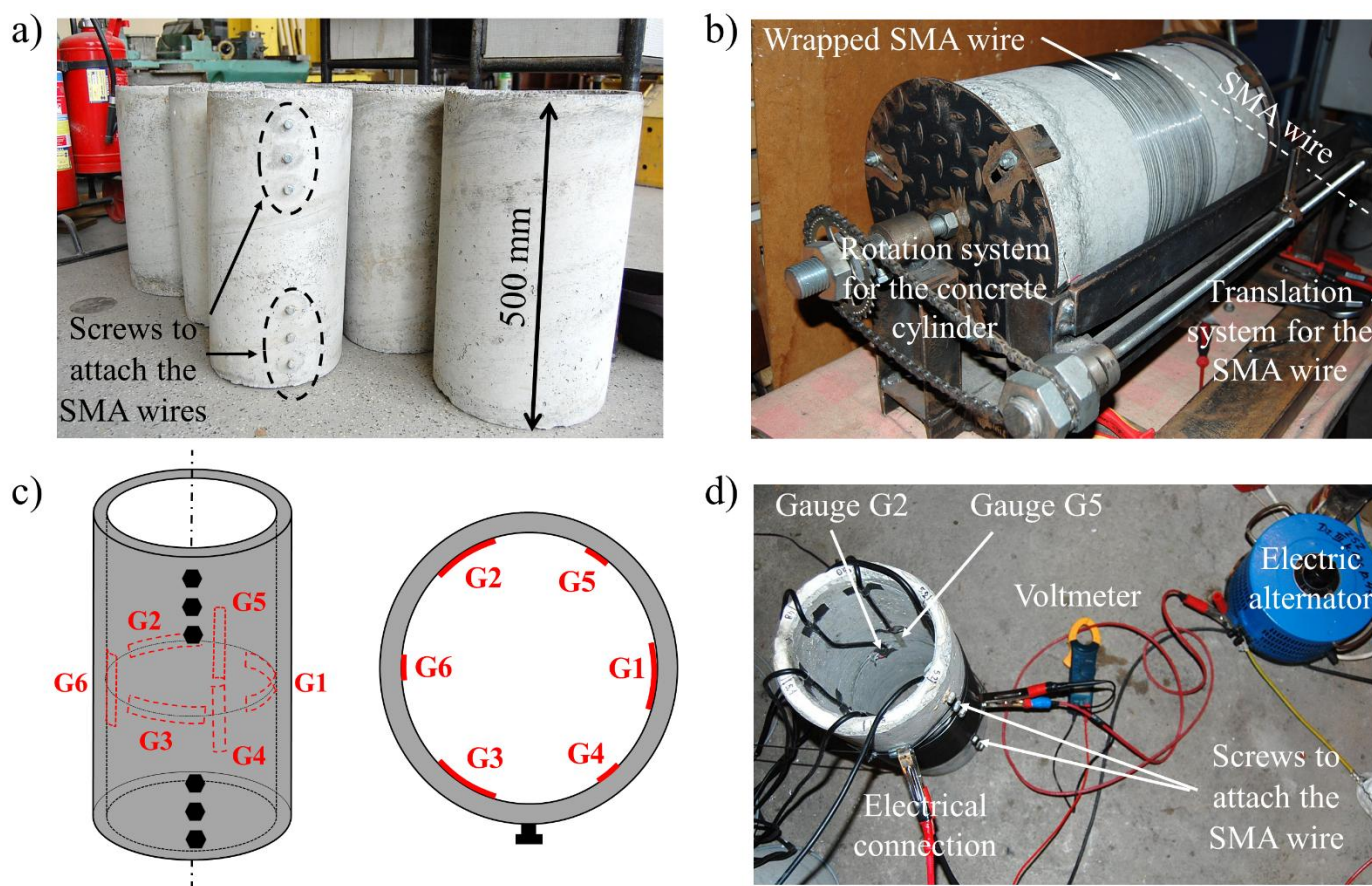 a)
Screws to
attach the
SMA wires
500 mm
b)
Wrapped SMA wire
SMA wire
Rotation system
for the concrete
cylinder
Translation
system for the
SMA wire
c)
G5
G2
G6
G1
G3
G4
G2
G5
G6
G1
G3
G4
d)
Gauge G2
Gauge G5
Voltmeter
Electric
alternator
Electrical
connection
Screws to
attach the
SMA wire